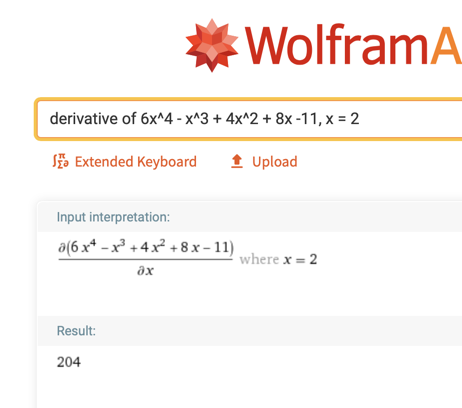 WolframA
derivative of 6x^4 - x^3 + 4x^2 + 8x -11, x = 2
∫π Σ∂ Extended Keyboard Upload
Input interpretation:
∂(6 x⁴ – x³ + 4 x² + 8 x – 11)
∂x
where x = 2
Result:
204